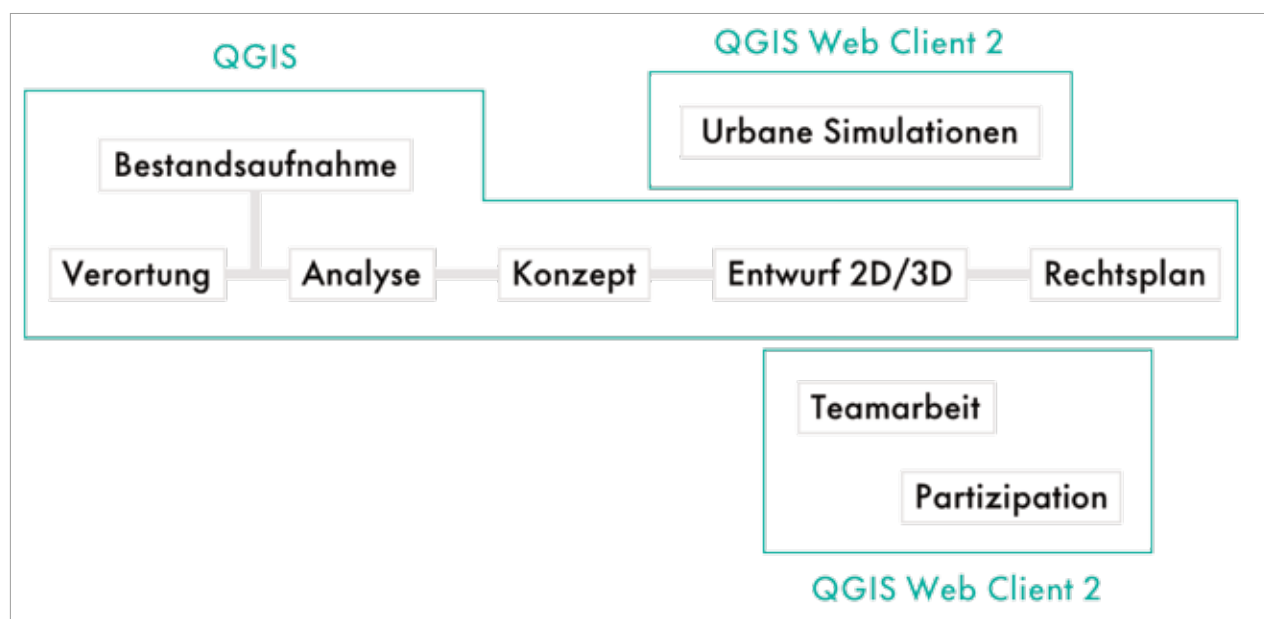 QGIS
QGIS Web Client 2
Urbane Simulationen
Bestandsaufnahme
Verortung
Analyse
Konzept
Entwurf 2D/3D
Rechtsplan
Teamarbeit
Partizipation
QGIS Web Client 2